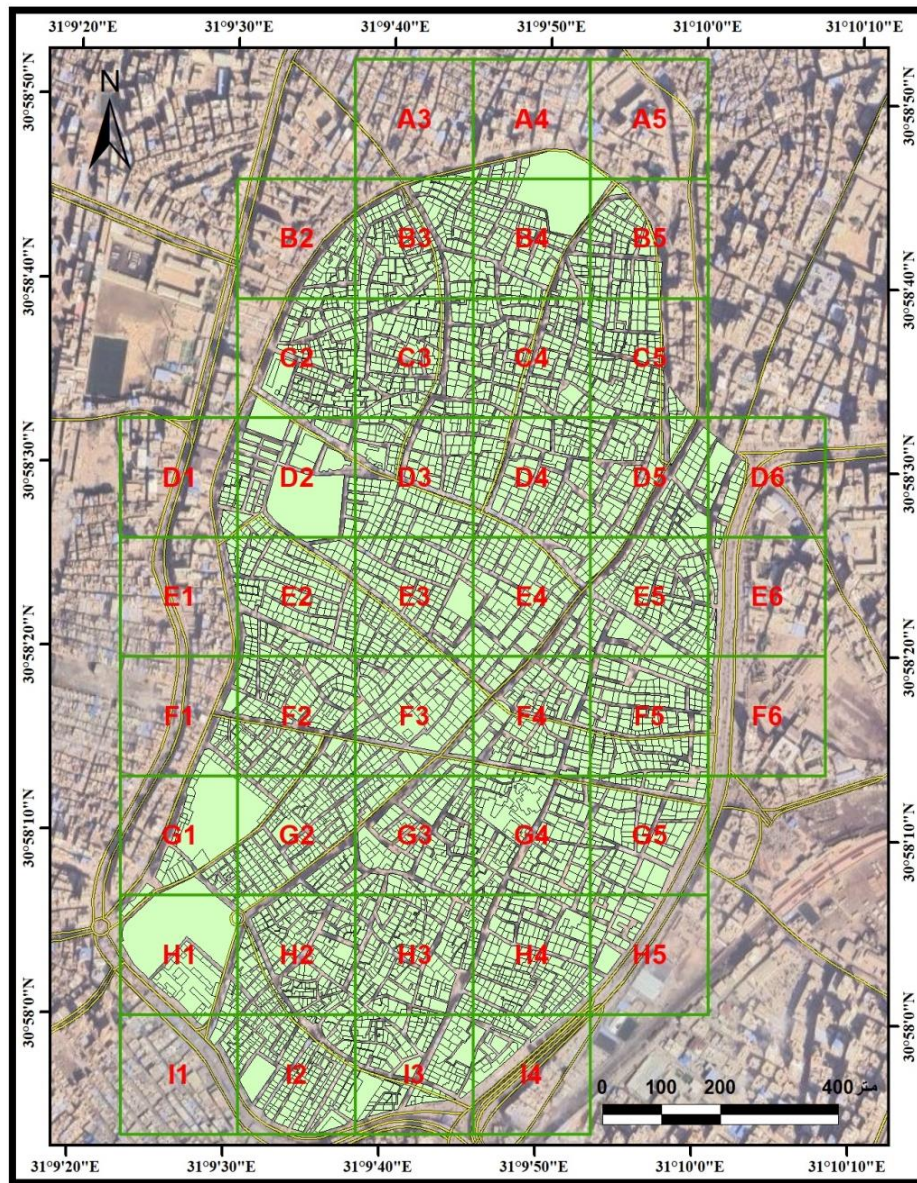 31°9'20"E 31°9'30"E 31°9'40"E 31°9'50"E 31°10'0"E 31°10'10"E
30°58'50"N 30°58'50"N
N
A3 A4 A5
B2 B3 B4 B5
30°58'40"N 30°58'40"N
C2 C3 C4 C5
30°58'30"N 30°58'30"N
D1 D2 D3 D4 D5 D6
E1 E2 E3 E4 E5 E6
30°58'20"N 30°58'20"N
F1 F2 F3 F4 F5 F6
30°58'10"N 30°58'10"N
G1 G2 G3 G4 G5
H1 H2 H3 H4 H5
30°58'0"N 30°58'0"N
I1 I2 I3 I4
0 100 200 400 متر
31°9'20"E 31°9'30"E 31°9'40"E 31°9'50"E 31°10'0"E 31°10'10"E